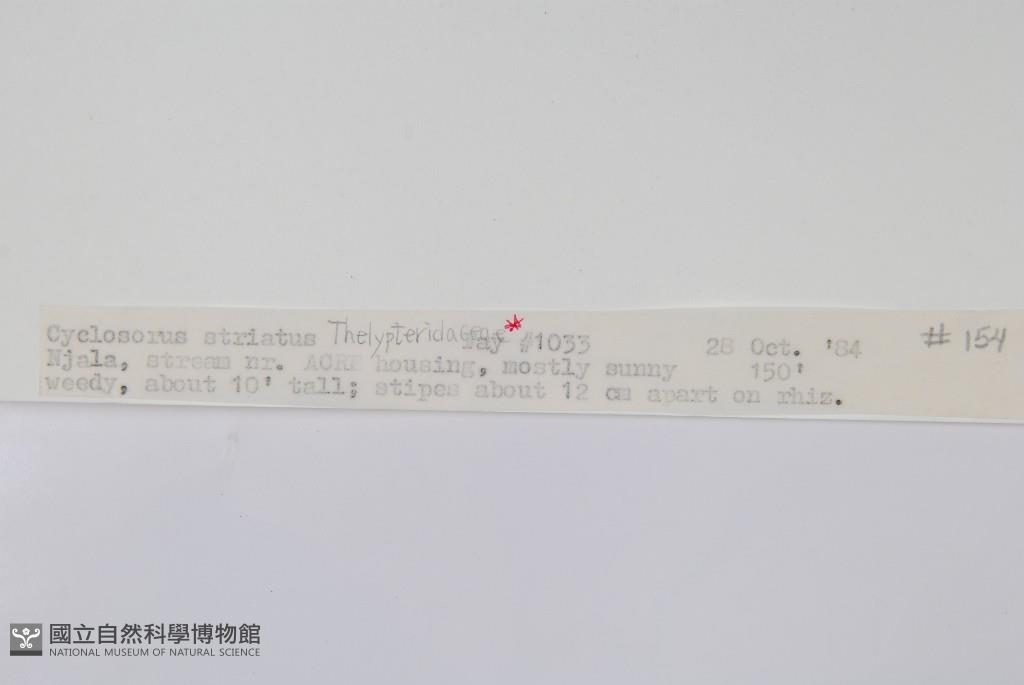 Cyclosorus striatus Thelypteridaceae * Fay #1033 28 Oct. '84 # 154
Njala, stream nr. ACRE housing, mostly sunny 150'
weedy, about 10' tall; stipes about 12 cm apart on rhiz.
國立自然科學博物館
NATIONAL MUSEUM OF NATURAL SCIENCE